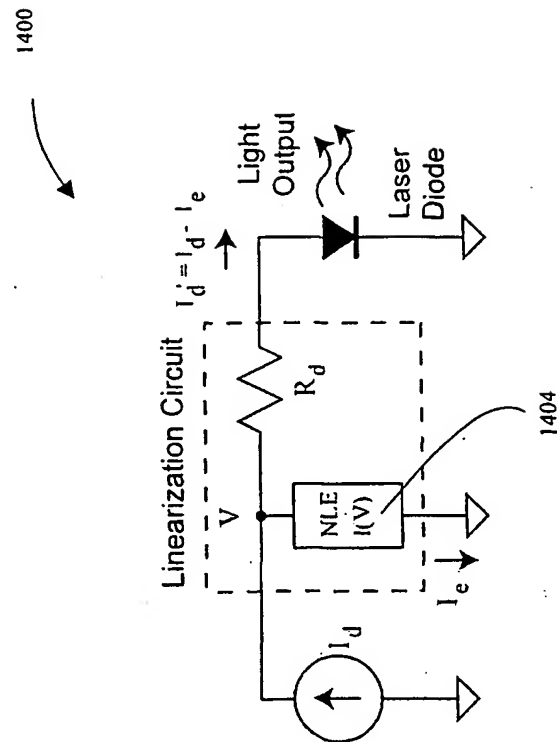 1400
Linearization Circuit
I_d' = I_d - I_e
Light
Output
V
R_d
NLE
I(V)
Laser
Diode
I_d
I_e
1404